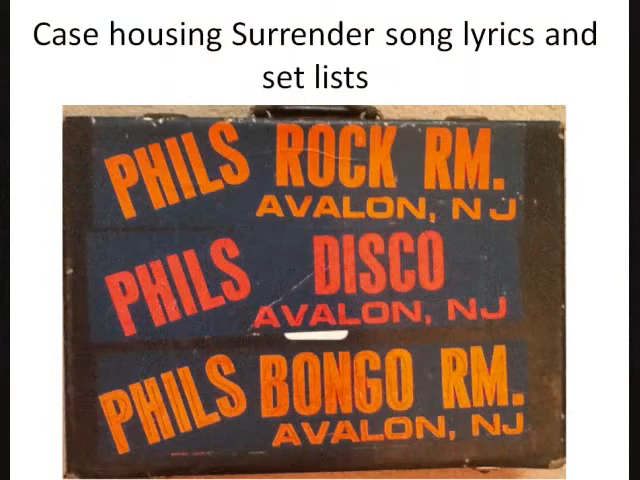 Case housing Surrender song lyrics and
set lists
PHILS ROCK RM.
AVALON, NJ
PHILS DISCO
AVALON, NJ
PHILS BONGO RM.
AVALON, NJ